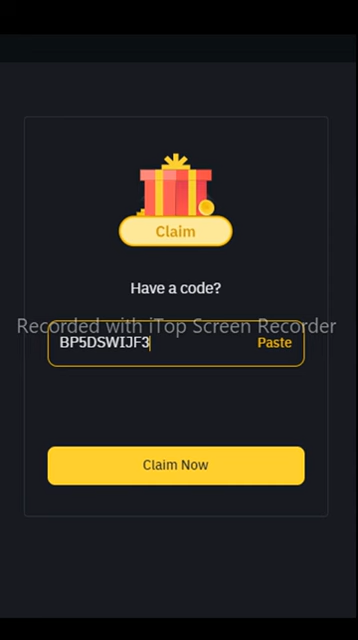 Claim
Have a code?
Recorded with iTop Screen Recorder
BP5DSWIJF3 Paste
Claim Now